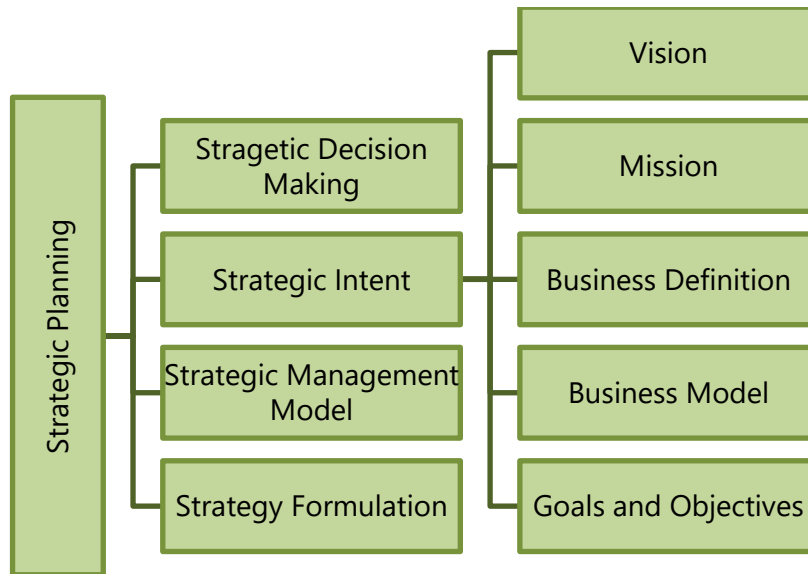 Strategic Planning
Stragetic Decision
Making
Strategic Intent
Strategic Management
Model
Strategy Formulation
Vision
Mission
Business Definition
Business Model
Goals and Objectives